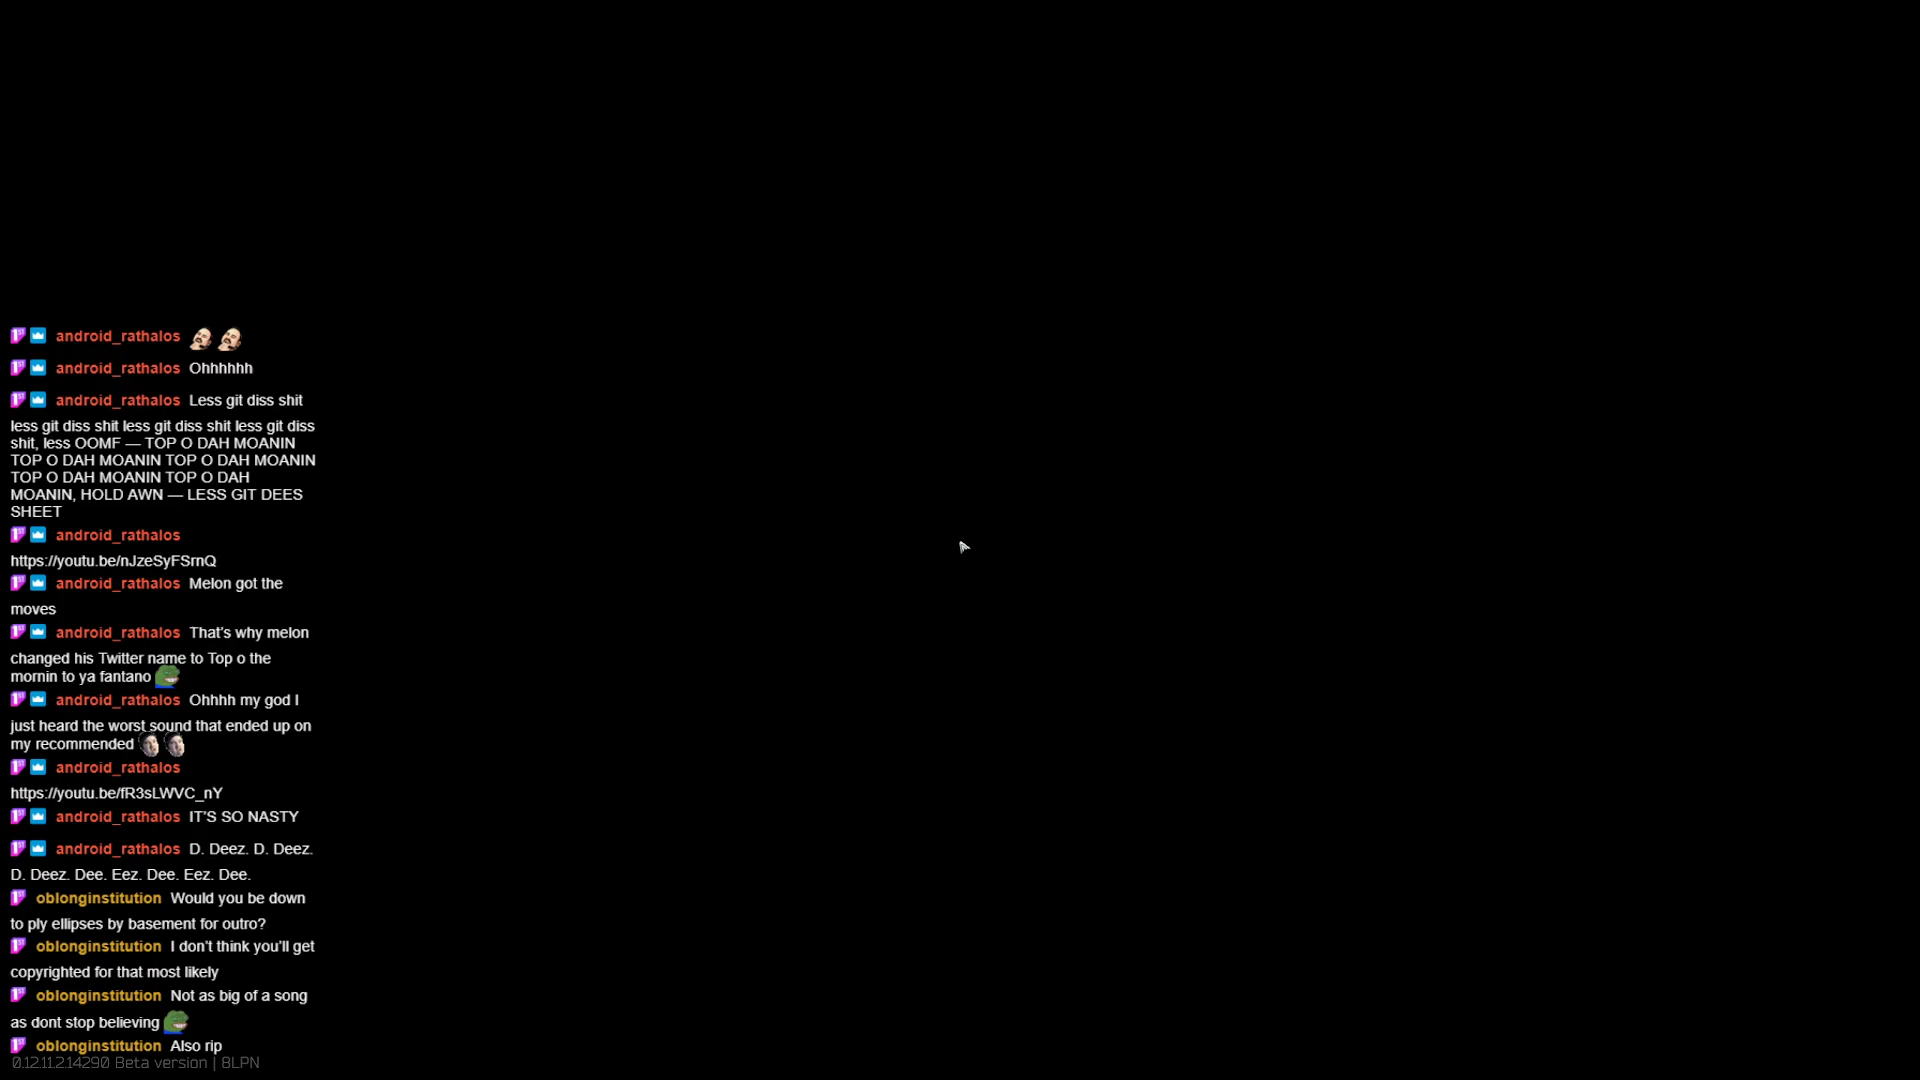 android_rathalos
android_rathalos Ohhhhhh
android_rathalos Less git diss shit
less git diss shit less git diss shit less git diss
shit, less OOMF — TOP O DAH MOANIN
TOP O DAH MOANIN TOP O DAH MOANIN
TOP O DAH MOANIN TOP O DAH
MOANIN, HOLD AWN — LESS GIT DEES
SHEET
android_rathalos
https://youtu.be/nJzeSyFSrnQ
android_rathalos Melon got the
moves
android_rathalos That's why melon
changed his Twitter name to Top o the
mornin to ya fantano
android_rathalos Ohhhh my god I
just heard the worst sound that ended up on
my recommended
android_rathalos
https://youtu.be/fR3sLWVC_nY
android_rathalos IT'S SO NASTY
android_rathalos D. Deez. D. Deez.
D. Deez. Dee. Eez. Dee. Eez. Dee.
oblonginstitution Would you be down
to ply ellipses by basement for outro?
oblonginstitution I don't think you'll get
copyrighted for that most likely
oblonginstitution Not as big of a song
as dont stop believing
oblonginstitution Also rip
0.12.11.2.14290 Beta version | 8LPN